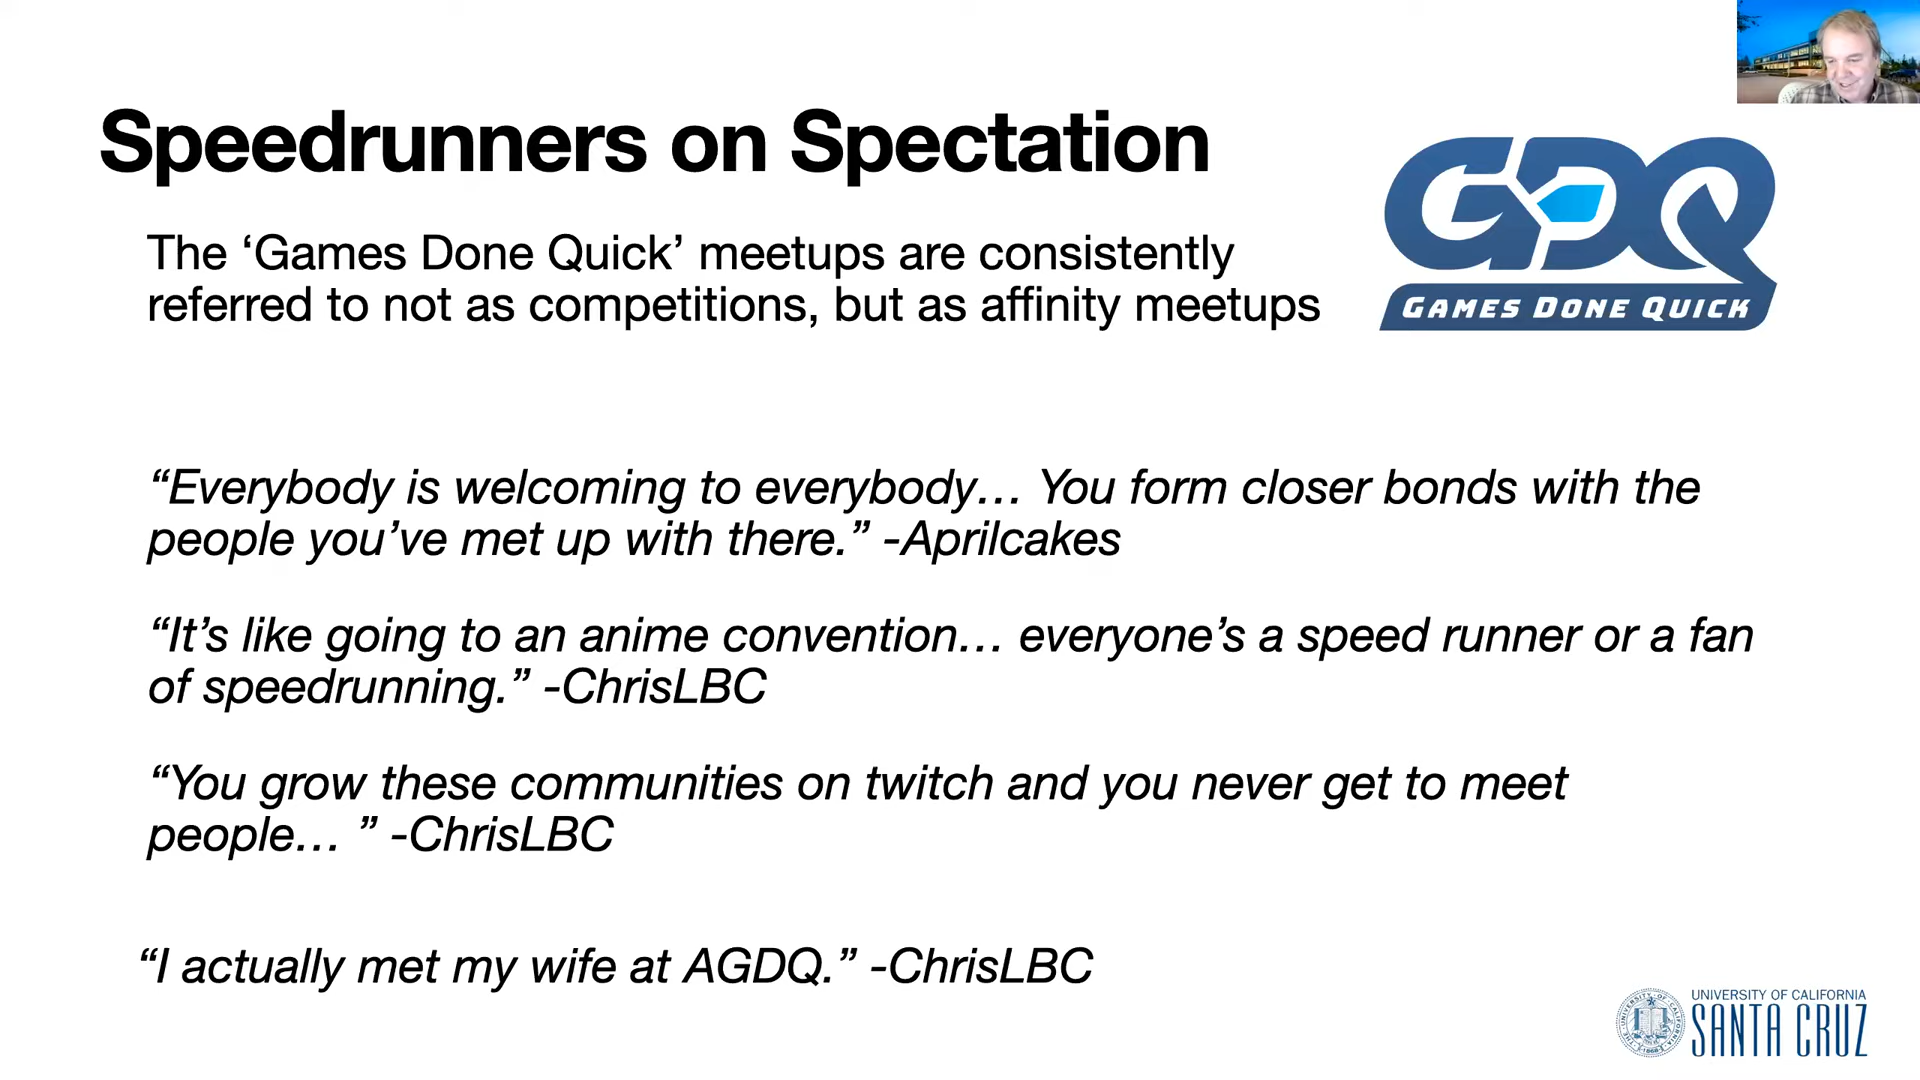 Speedrunners on Spectation
The ‘Games Done Quick’ meetups are consistently
referred to not as competitions, but as affinity meetups
GDQ
GAMES DONE QUICK
“Everybody is welcoming to everybody… You form closer bonds with the
people you’ve met up with there.” -Aprilcakes
“It’s like going to an anime convention… everyone’s a speed runner or a fan
of speedrunning.” -ChrisLBC
“You grow these communities on twitch and you never get to meet
people… ” -ChrisLBC
“I actually met my wife at AGDQ.” -ChrisLBC
UNIVERSITY OF CALIFORNIA
SANTA CRUZ